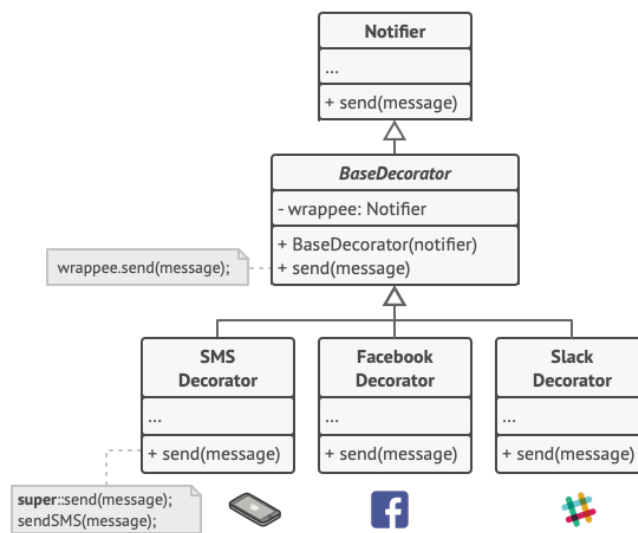 Notifier
...
+ send(message)
BaseDecorator
- wrappee: Notifier
+ BaseDecorator(notifier)
+ send(message)
wrappee.send(message);
SMS
Decorator
...
+ send(message)
Facebook
Decorator
...
+ send(message)
Slack
Decorator
...
+ send(message)
super::send(message);
sendSMS(message);